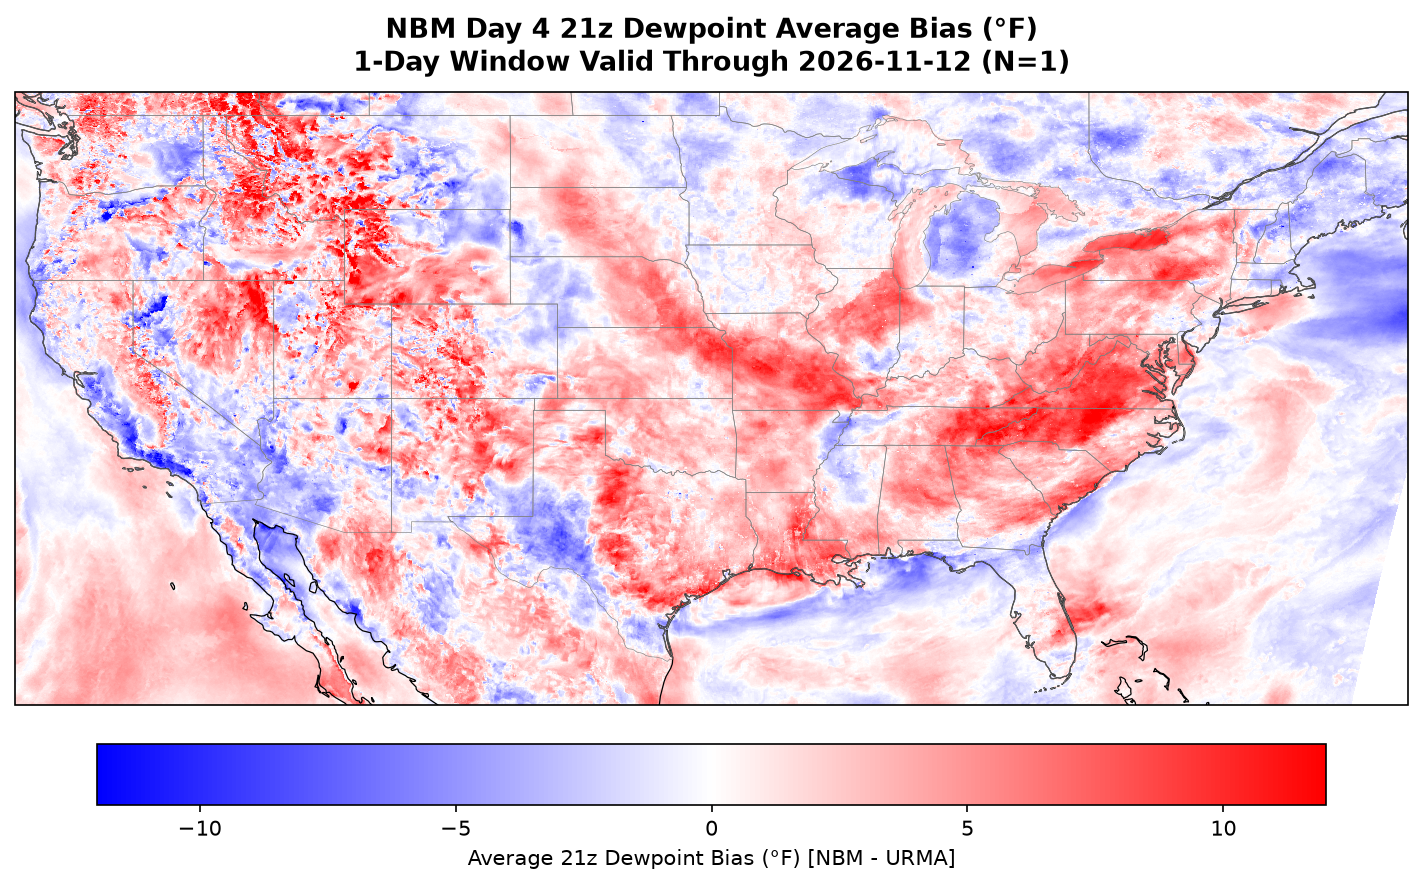 NBM Day 4 21z Dewpoint Average Bias (°F)
1-Day Window Valid Through 2026-11-12 (N=1)
−10 −5 0 5 10
Average 21z Dewpoint Bias (°F) [NBM - URMA]